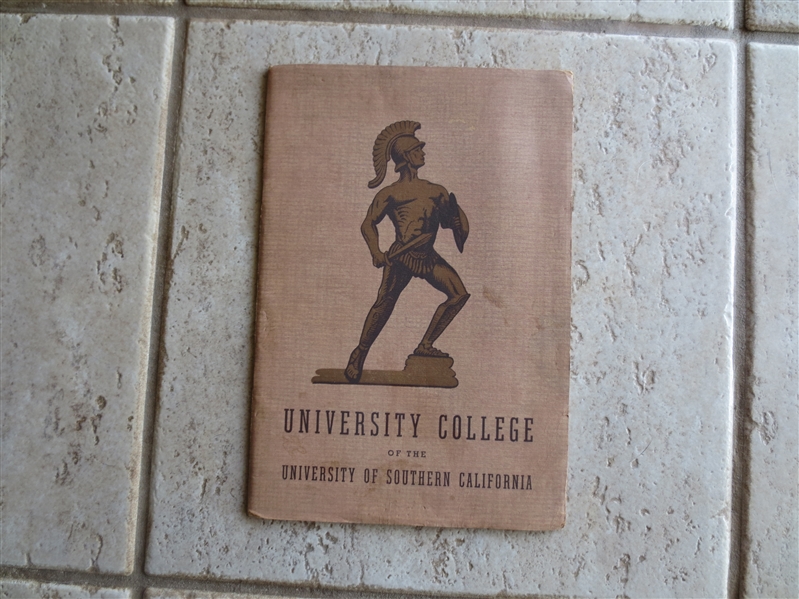 UNIVERSITY COLLEGE
OF THE
UNIVERSITY OF SOUTHERN CALIFORNIA